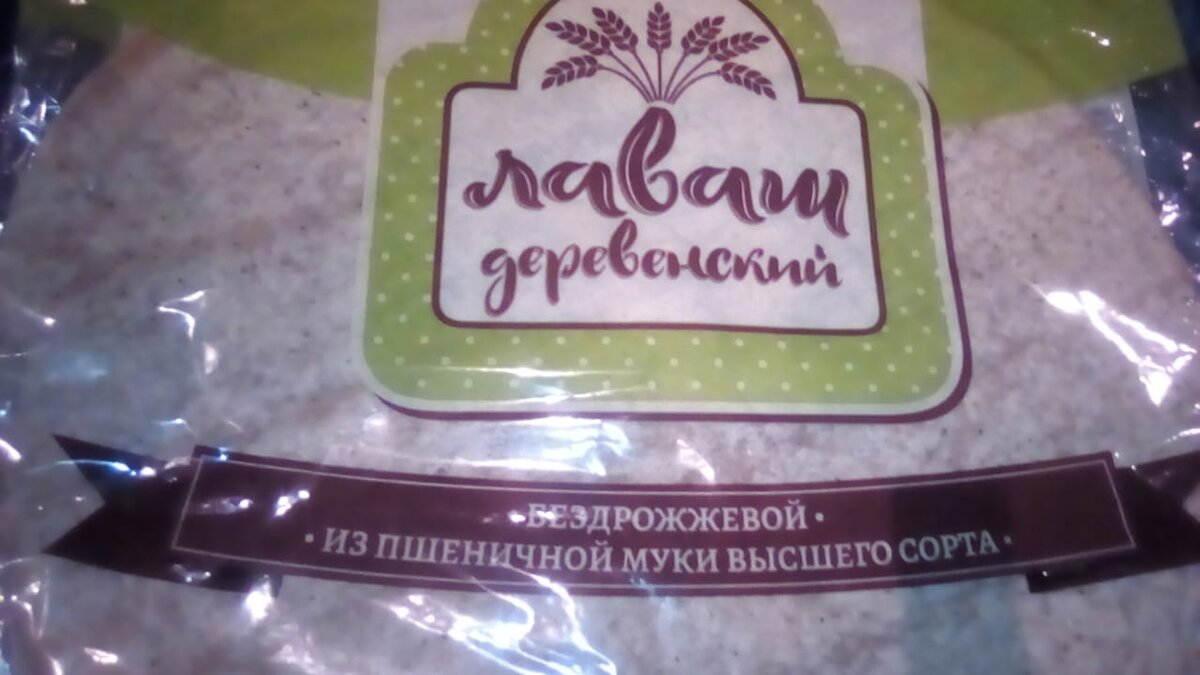 лаваш
деревенский
• БЕЗДРОЖЖЕВОЙ •
• ИЗ ПШЕНИЧНОЙ МУКИ ВЫСШЕГО СОРТА •